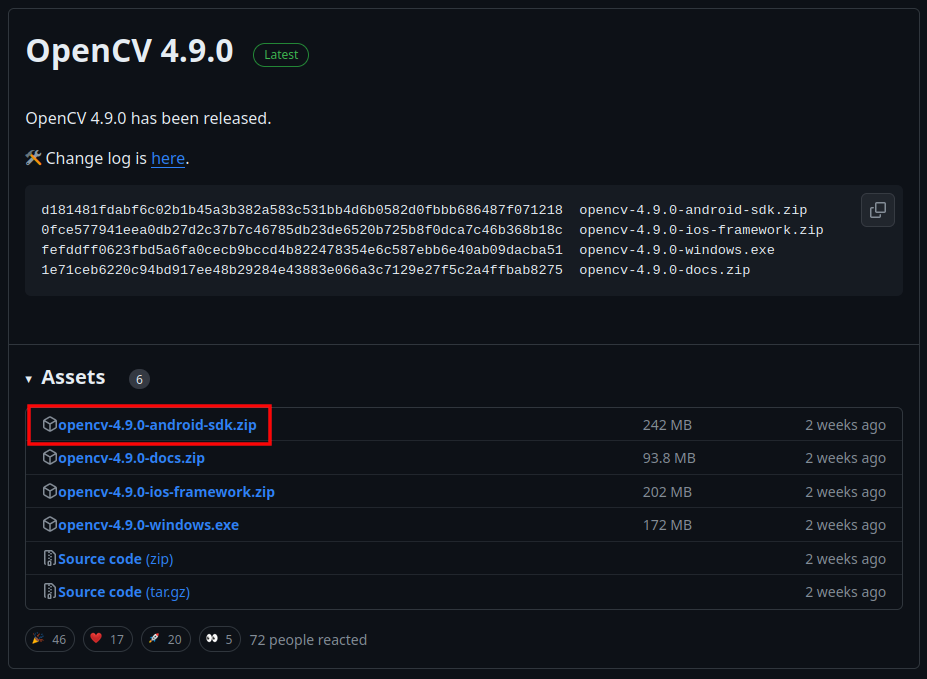 OpenCV 4.9.0 Latest
OpenCV 4.9.0 has been released.
🛠 Change log is here.
d181481fdabf6c02b1b45a3b382a583c531bb4d6b0582d0fbbb686487f071218 opencv-4.9.0-android-sdk.zip
0fce577941eea0db27d2c37b7c46785db23de6520b725b8f0dca7c46b368b18c opencv-4.9.0-ios-framework.zip
fefddff0623fbd5a6fa0cecb9bccd4b822478354e6c587ebb6e40ab09dacba51 opencv-4.9.0-windows.exe
1e71ceb6220c94bd917ee48b29284e43883e066a3c7129e27f5c2a4ffbab8275 opencv-4.9.0-docs.zip
Assets 6
opencv-4.9.0-android-sdk.zip 242 MB 2 weeks ago
opencv-4.9.0-docs.zip 93.8 MB 2 weeks ago
opencv-4.9.0-ios-framework.zip 202 MB 2 weeks ago
opencv-4.9.0-windows.exe 172 MB 2 weeks ago
Source code (zip) 2 weeks ago
Source code (tar.gz) 2 weeks ago
🎉 46 ❤️ 17 🚀 20 👀 5 72 people reacted